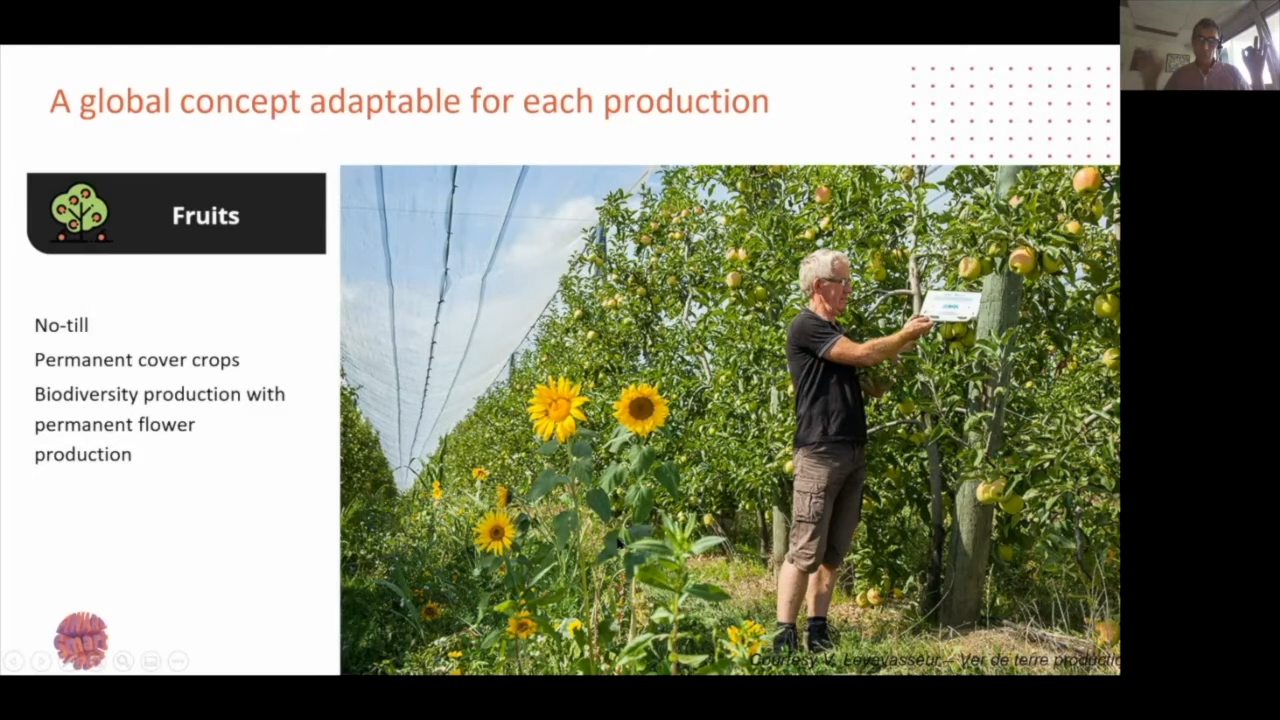 A global concept adaptable for each production
Fruits
No-till
Permanent cover crops
Biodiversity production with
permanent flower
production
Courtesy V. Levavasseur – Ver de terre productio